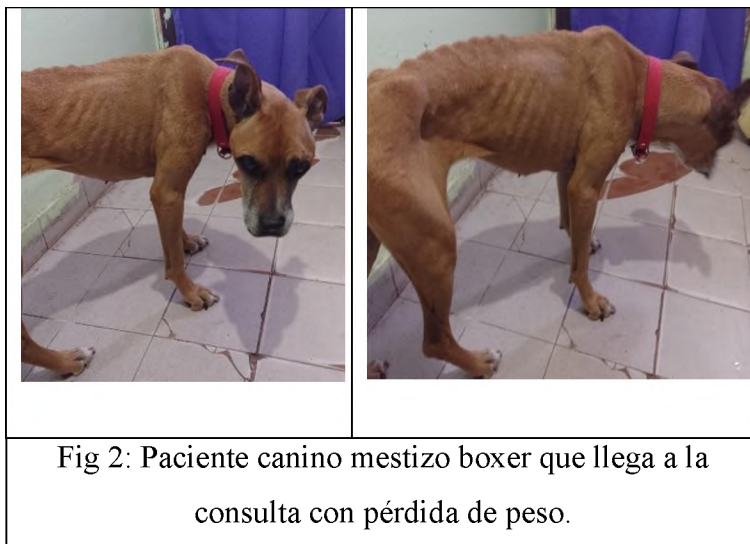 Fig 2: Paciente canino mestizo boxer que llega a la
consulta con pérdida de peso.